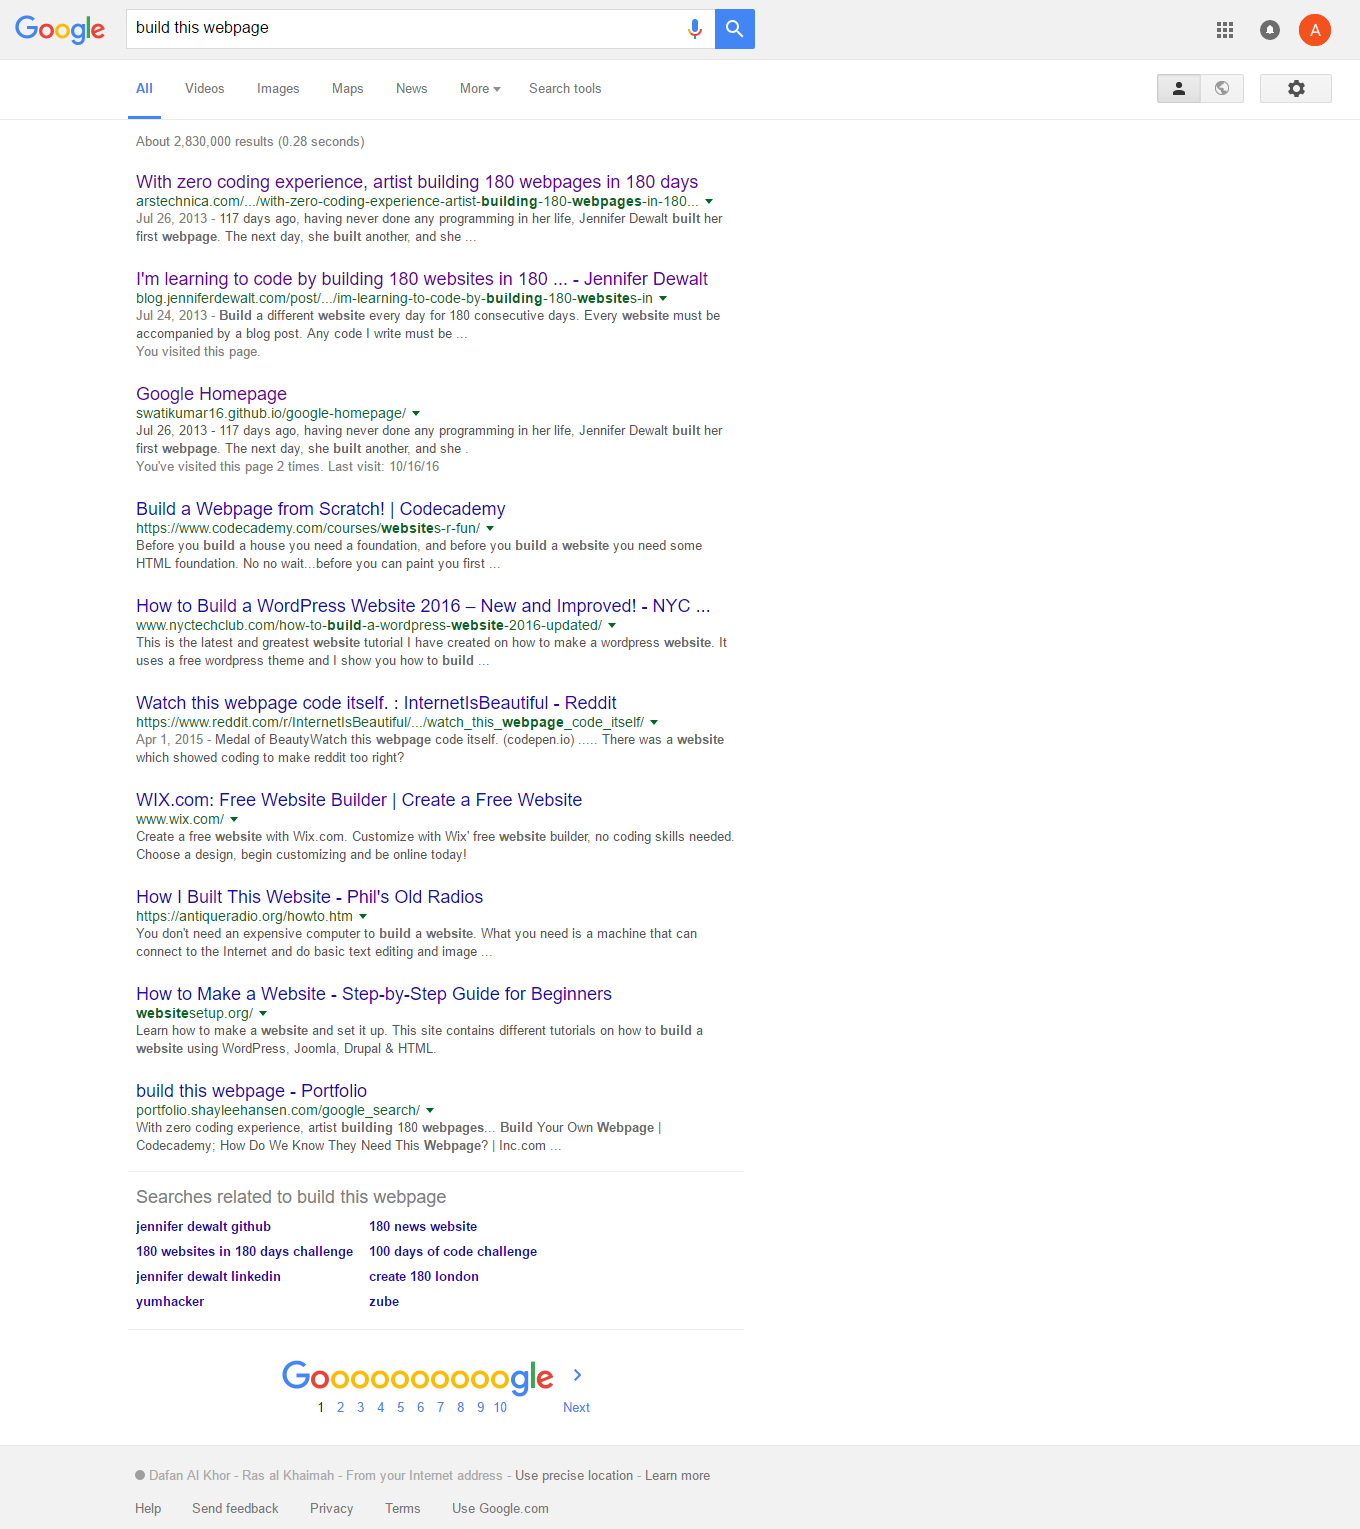 Google
build this webpage
A
All Videos Images Maps News More Search tools
About 2,830,000 results (0.28 seconds)
With zero coding experience, artist building 180 webpages in 180 days
arstechnica.com/.../with-zero-coding-experience-artist-building-180-webpages-in-180...
Jul 26, 2013 - 117 days ago, having never done any programming in her life, Jennifer Dewalt built her
first webpage. The next day, she built another, and she ...
I'm learning to code by building 180 websites in 180 ... - Jennifer Dewalt
blog.jenniferdewalt.com/post/.../im-learning-to-code-by-building-180-websites-in
Jul 24, 2013 - Build a different website every day for 180 consecutive days. Every website must be
accompanied by a blog post. Any code I write must be ...
You visited this page.
Google Homepage
swatikumar16.github.io/google-homepage/
Jul 26, 2013 - 117 days ago, having never done any programming in her life, Jennifer Dewalt built her
first webpage. The next day, she built another, and she .
You've visited this page 2 times. Last visit: 10/16/16
Build a Webpage from Scratch! | Codecademy
https://www.codecademy.com/courses/websites-r-fun/
Before you build a house you need a foundation, and before you build a website you need some
HTML foundation. No no wait...before you can paint you first ...
How to Build a WordPress Website 2016 – New and Improved! - NYC ...
www.nyctechclub.com/how-to-build-a-wordpress-website-2016-updated/
This is the latest and greatest website tutorial I have created on how to make a wordpress website. It
uses a free wordpress theme and I show you how to build ...
Watch this webpage code itself. : InternetIsBeautiful - Reddit
https://www.reddit.com/r/InternetIsBeautiful/.../watch_this_webpage_code_itself/
Apr 1, 2015 - Medal of BeautyWatch this webpage code itself. (codepen.io) ..... There was a website
which showed coding to make reddit too right?
WIX.com: Free Website Builder | Create a Free Website
www.wix.com/
Create a free website with Wix.com. Customize with Wix' free website builder, no coding skills needed.
Choose a design, begin customizing and be online today!
How I Built This Website - Phil's Old Radios
https://antiqueradio.org/howto.htm
You don't need an expensive computer to build a website. What you need is a machine that can
connect to the Internet and do basic text editing and image ...
How to Make a Website - Step-by-Step Guide for Beginners
websitesetup.org/
Learn how to make a website and set it up. This site contains different tutorials on how to build a
website using WordPress, Joomla, Drupal & HTML.
build this webpage - Portfolio
portfolio.shayleehansen.com/google_search/
With zero coding experience, artist building 180 webpages... Build Your Own Webpage |
Codecademy; How Do We Know They Need This Webpage? | Inc.com ...
Searches related to build this webpage
jennifer dewalt github 180 news website
180 websites in 180 days challenge 100 days of code challenge
jennifer dewalt linkedin create 180 london
yumhacker zube
Goooooooooogle
1 2 3 4 5 6 7 8 9 10 Next
Dafan Al Khor - Ras al Khaimah - From your Internet address - Use precise location - Learn more
Help Send feedback Privacy Terms Use Google.com